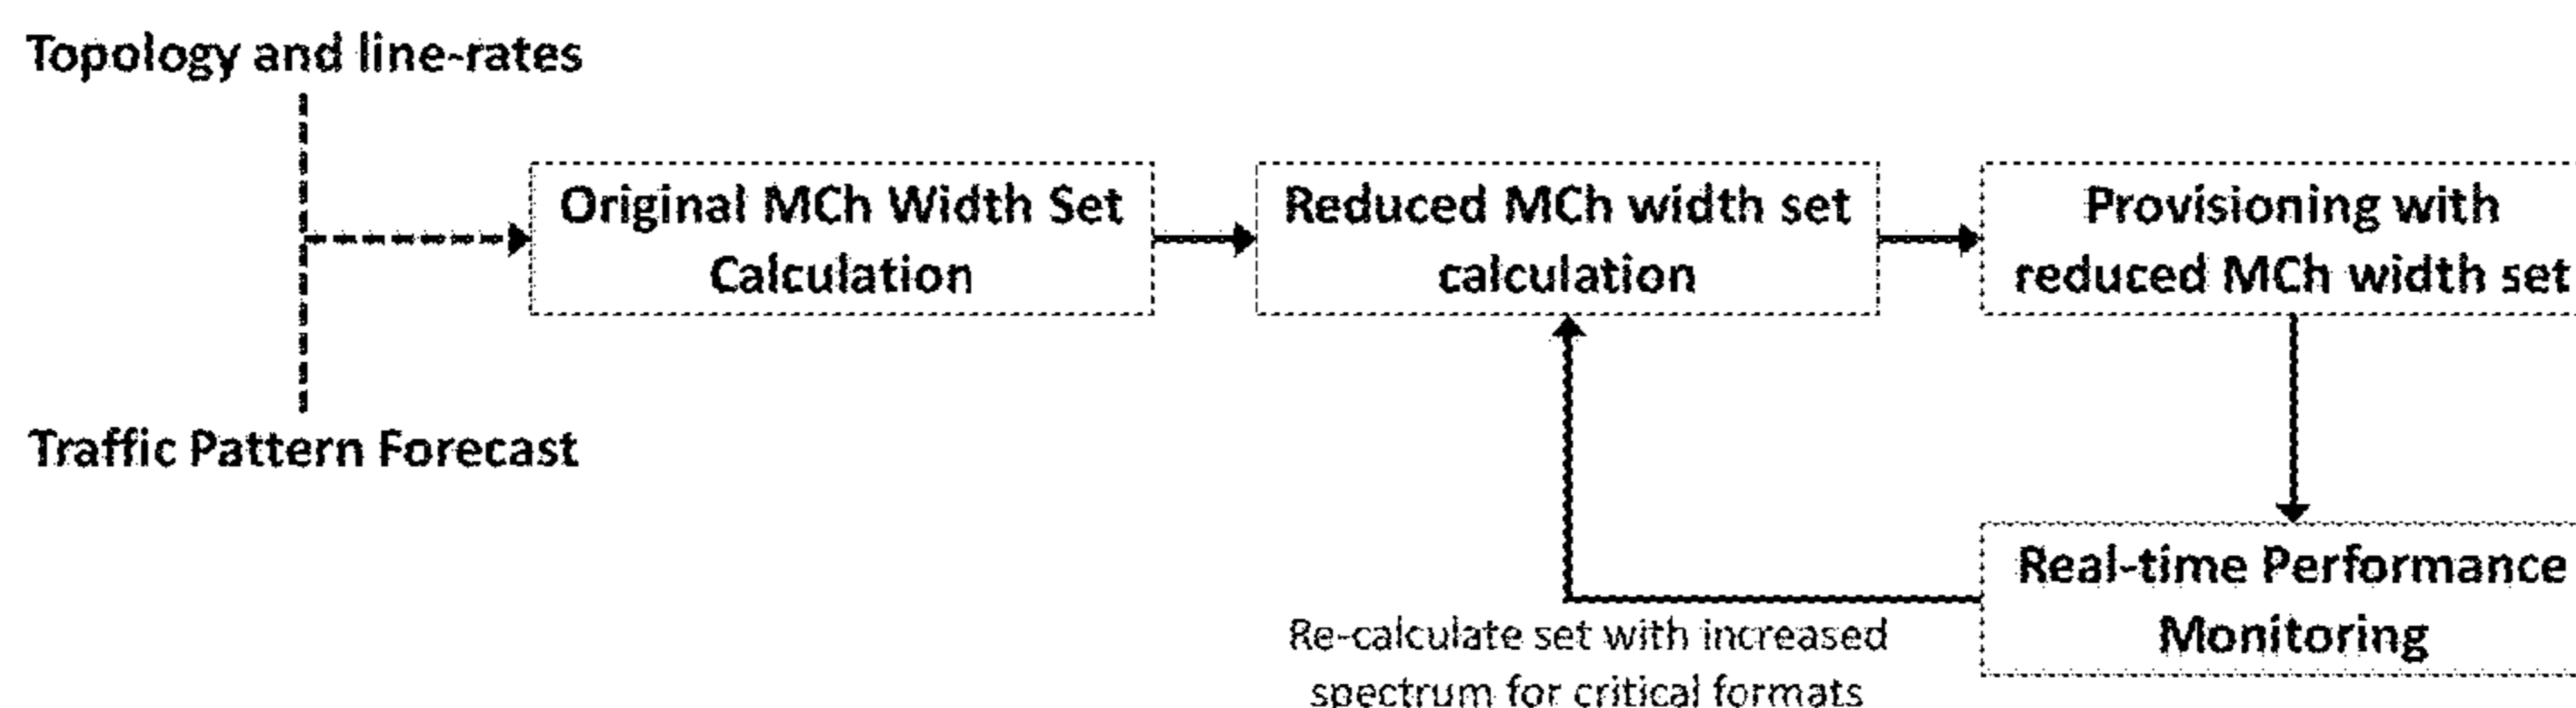 Topology and line-rates
Original MCh Width Set
Calculation
Reduced MCh width set
calculation
Provisioning with
reduced MCh width set
Traffic Pattern Forecast
Real-time Performance
Monitoring
Re-calculate set with increased
spectrum for critical formats